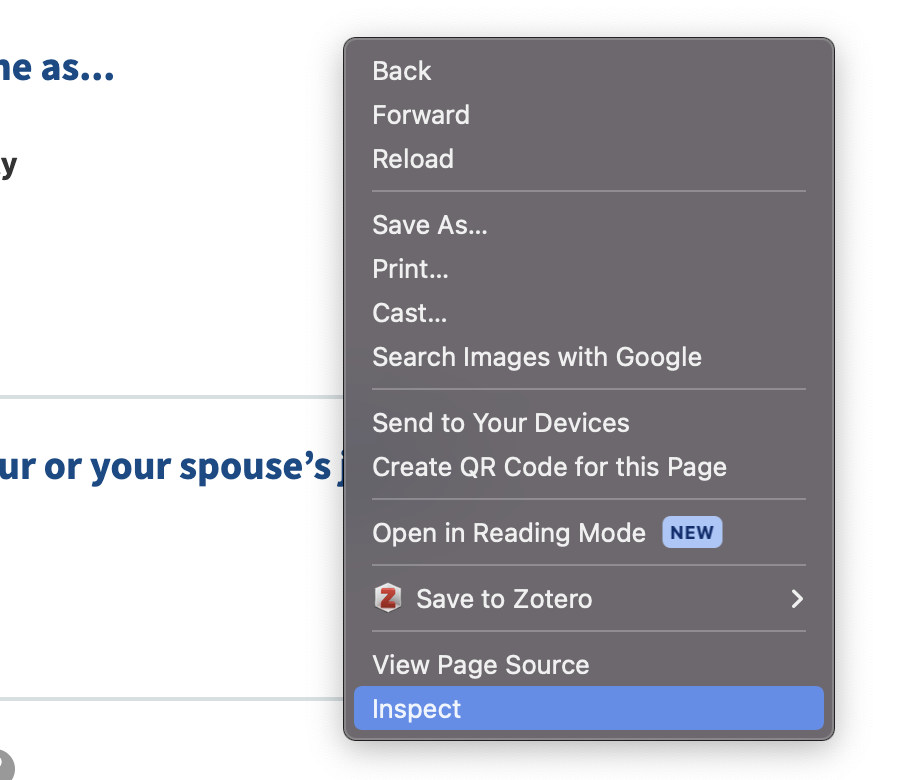 ne as...
y
ur or your spouse’s j
Back
Forward
Reload
Save As...
Print...
Cast...
Search Images with Google
Send to Your Devices
Create QR Code for this Page
Open in Reading Mode NEW
Z Save to Zotero
View Page Source
Inspect